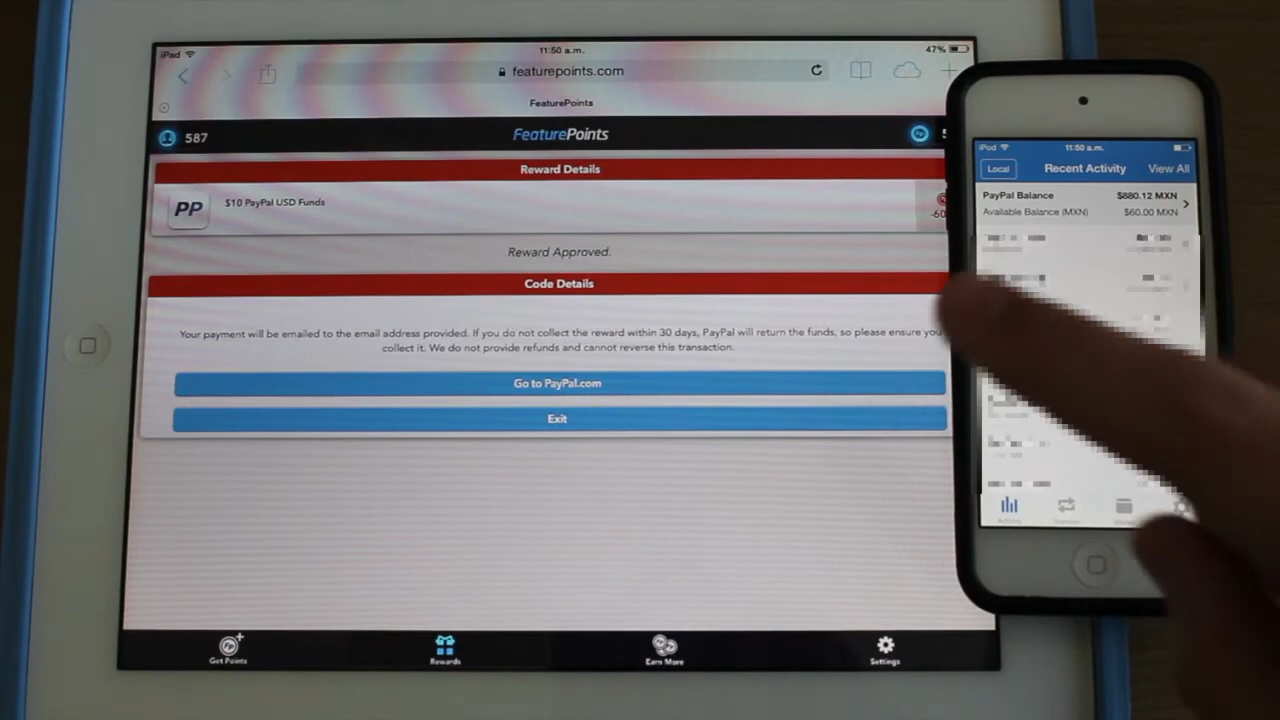 iPad
11:50 a.m.
47%
featurepoints.com
FeaturePoints
587
FeaturePoints
Reward Details
PP
$10 PayPal USD Funds
-60
Reward Approved.
Code Details
Your payment will be emailed to the email address provided. If you do not collect the reward within 30 days, PayPal will return the funds, so please ensure you
collect it. We do not provide refunds and cannot reverse this transaction.
Go to PayPal.com
Exit
Get Points
Rewards
Earn More
Settings
iPod
11:50 a.m.
Local
Recent Activity
View All
PayPal Balance
$880.12 MXN
Available Balance (MXN)
$60.00 MXN